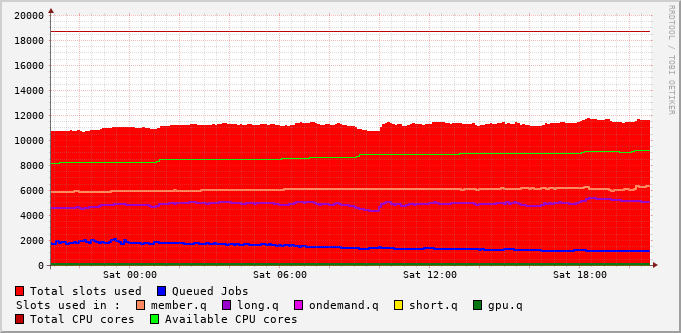 20000
18000
16000
14000
12000
10000
8000
6000
4000
2000
0
Sat 00:00 Sat 06:00 Sat 12:00 Sat 18:00
RRDTOOL / TOBI OETIKER
Total slots used Queued Jobs
Slots used in : member.q long.q ondemand.q short.q gpu.q
Total CPU cores Available CPU cores